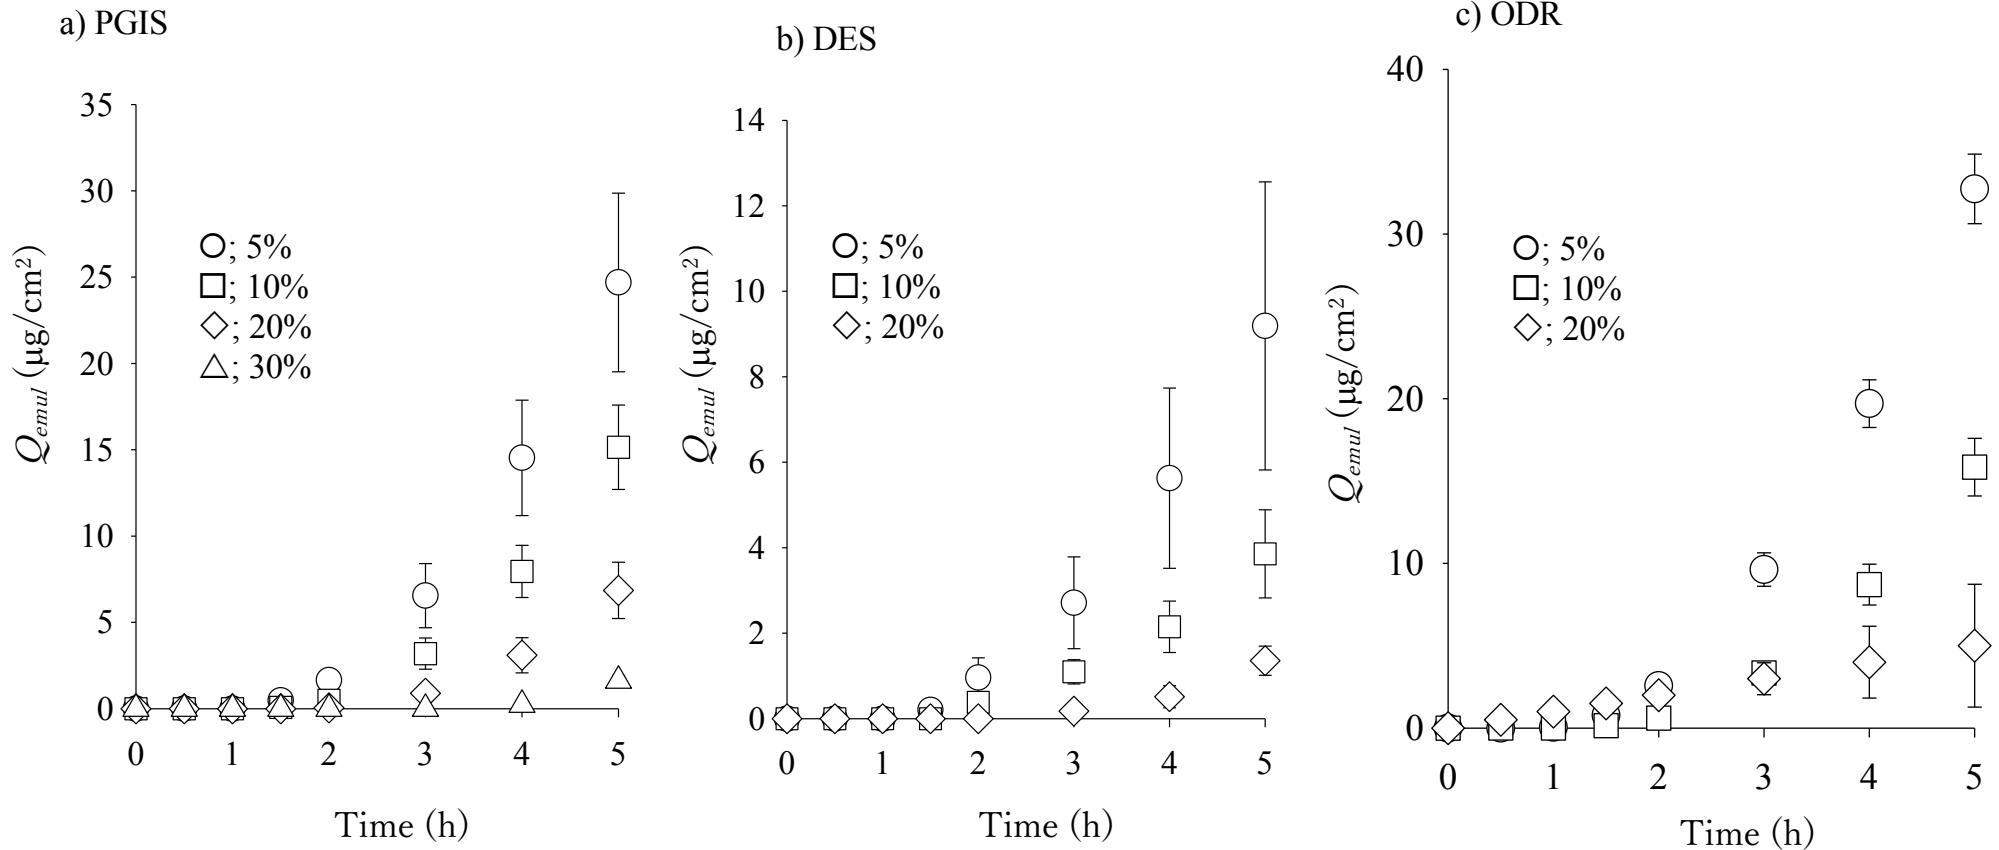 a) PGIS
35
30
25
20
15
10
5
0
Qemul (μg/cm²)
; 5%
; 10%
; 20%
; 30%
0 1 2 3 4 5
Time (h)
b) DES
14
12
10
8
6
4
2
0
Qemul (μg/cm²)
; 5%
; 10%
; 20%
0 1 2 3 4 5
Time (h)
c) ODR
40
30
20
10
0
Qemul (μg/cm²)
; 5%
; 10%
; 20%
0 1 2 3 4 5
Time (h)